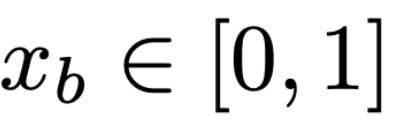 x_b ∈ [0, 1]